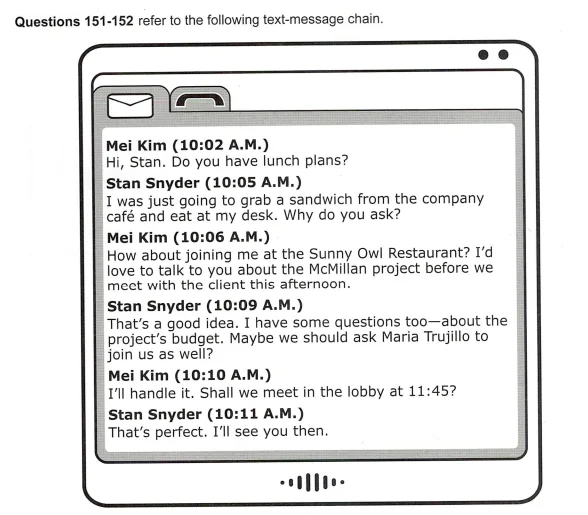 Questions 151-152 refer to the following text-message chain.
Mei Kim (10:02 A.M.)
Hi, Stan. Do you have lunch plans?
Stan Snyder (10:05 A.M.)
I was just going to grab a sandwich from the company
café and eat at my desk. Why do you ask?
Mei Kim (10:06 A.M.)
How about joining me at the Sunny Owl Restaurant? I'd
love to talk to you about the McMillan project before we
meet with the client this afternoon.
Stan Snyder (10:09 A.M.)
That's a good idea. I have some questions too—about the
project's budget. Maybe we should ask Maria Trujillo to
join us as well?
Mei Kim (10:10 A.M.)
I'll handle it. Shall we meet in the lobby at 11:45?
Stan Snyder (10:11 A.M.)
That's perfect. I'll see you then.